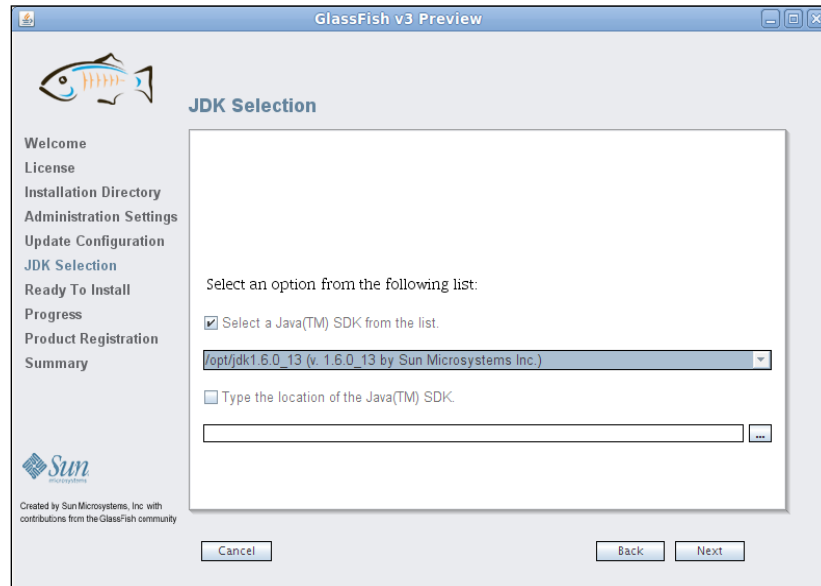 GlassFish v3 Preview
JDK Selection
Welcome
License
Installation Directory
Administration Settings
Update Configuration
JDK Selection
Ready To Install
Progress
Product Registration
Summary
Select an option from the following list:
Select a Java(TM) SDK from the list.
/opt/jdk1.6.0_13 (v. 1.6.0_13 by Sun Microsystems Inc.)
Type the location of the Java(TM) SDK.
...
Sun
microsystems
Created by Sun Microsystems, Inc with
contributions from the GlassFish community
Cancel
Back
Next